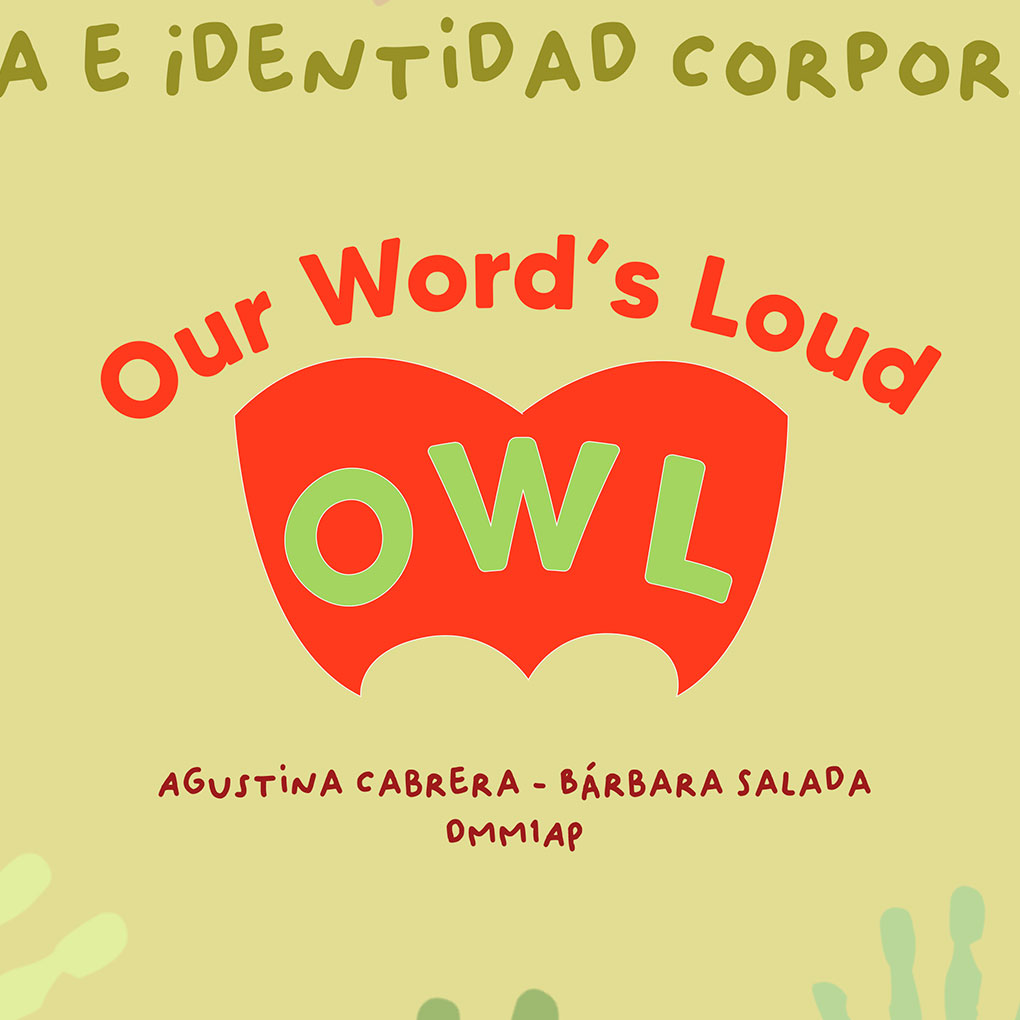 A E iDENTiDAD CORPOR
Our Word's Loud
OWL
AGUSTiNA CABRERA - BÁRBARA SALADA
DMM1AP